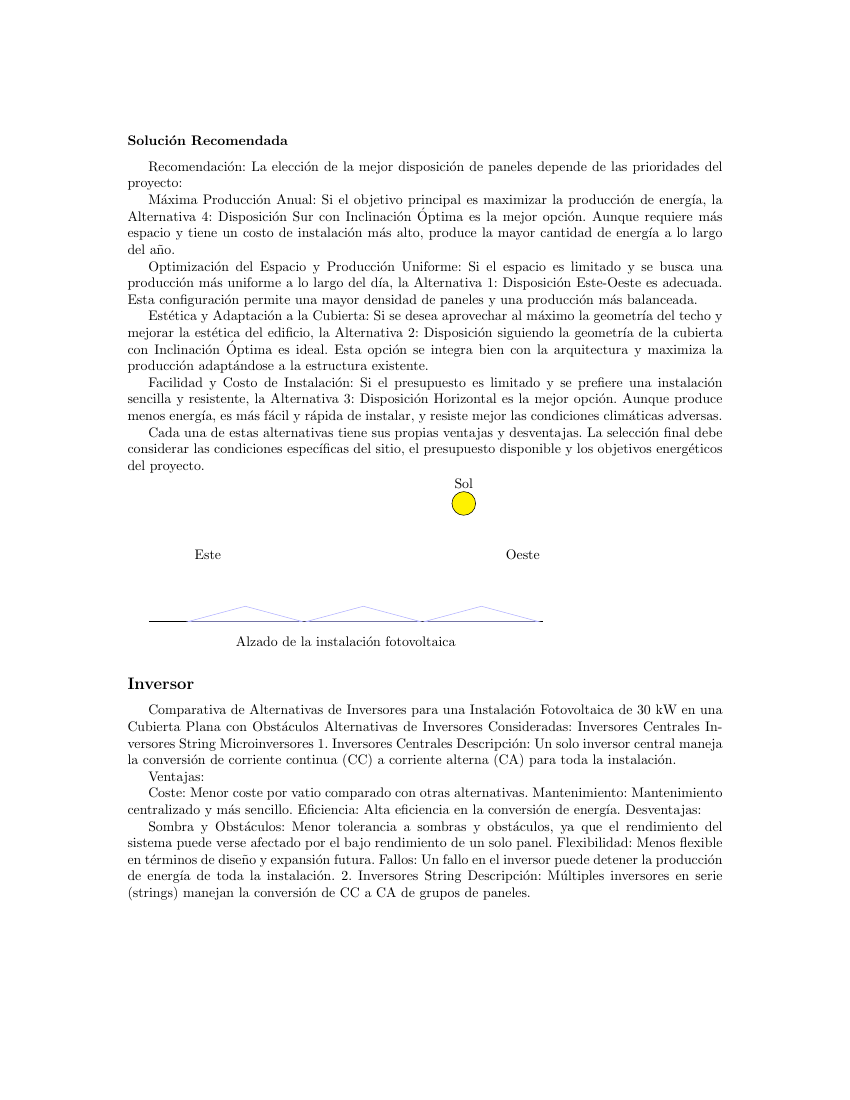 Solución Recomendada
Recomendación: La elección de la mejor disposición de paneles depende de las prioridades del
proyecto:
Máxima Producción Anual: Si el objetivo principal es maximizar la producción de energía, la
Alternativa 4: Disposición Sur con Inclinación Óptima es la mejor opción. Aunque requiere más
espacio y tiene un costo de instalación más alto, produce la mayor cantidad de energía a lo largo
del año.
Optimización del Espacio y Producción Uniforme: Si el espacio es limitado y se busca una
producción más uniforme a lo largo del día, la Alternativa 1: Disposición Este-Oeste es adecuada.
Esta configuración permite una mayor densidad de paneles y una producción más balanceada.
Estética y Adaptación a la Cubierta: Si se desea aprovechar al máximo la geometría del techo y
mejorar la estética del edificio, la Alternativa 2: Disposición siguiendo la geometría de la cubierta
con Inclinación Óptima es ideal. Esta opción se integra bien con la arquitectura y maximiza la
producción adaptándose a la estructura existente.
Facilidad y Costo de Instalación: Si el presupuesto es limitado y se prefiere una instalación
sencilla y resistente, la Alternativa 3: Disposición Horizontal es la mejor opción. Aunque produce
menos energía, es más fácil y rápida de instalar, y resiste mejor las condiciones climáticas adversas.
Cada una de estas alternativas tiene sus propias ventajas y desventajas. La selección final debe
considerar las condiciones específicas del sitio, el presupuesto disponible y los objetivos energéticos
del proyecto.
Sol
Este Oeste
Alzado de la instalación fotovoltaica
Inversor
Comparativa de Alternativas de Inversores para una Instalación Fotovoltaica de 30 kW en una
Cubierta Plana con Obstáculos Alternativas de Inversores Consideradas: Inversores Centrales In-
versores String Microinversores 1. Inversores Centrales Descripción: Un solo inversor central maneja
la conversión de corriente continua (CC) a corriente alterna (CA) para toda la instalación.
Ventajas:
Coste: Menor coste por vatio comparado con otras alternativas. Mantenimiento: Mantenimiento
centralizado y más sencillo. Eficiencia: Alta eficiencia en la conversión de energía. Desventajas:
Sombra y Obstáculos: Menor tolerancia a sombras y obstáculos, ya que el rendimiento del
sistema puede verse afectado por el bajo rendimiento de un solo panel. Flexibilidad: Menos flexible
en términos de diseño y expansión futura. Fallos: Un fallo en el inversor puede detener la producción
de energía de toda la instalación. 2. Inversores String Descripción: Múltiples inversores en serie
(strings) manejan la conversión de CC a CA de grupos de paneles.